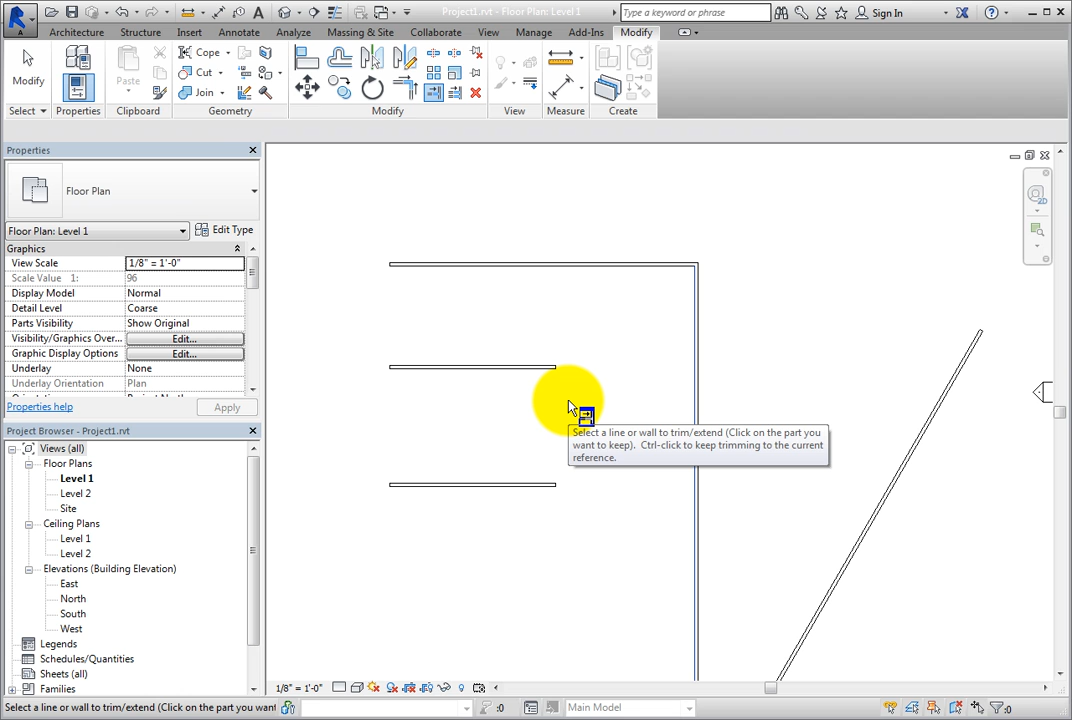 Project1.rvt - Floor Plan: Level 1
Type a keyword or phrase
Sign In
Architecture Structure Insert Annotate Analyze Massing & Site Collaborate View Manage Add-Ins Modify
Modify
Paste
Cope
Cut
Join
Select Properties Clipboard Geometry Modify View Measure Create
Properties
Floor Plan
Floor Plan: Level 1
Edit Type
Graphics
View Scale 1/8" = 1'-0"
Scale Value 1: 96
Display Model Normal
Detail Level Coarse
Parts Visibility Show Original
Visibility/Graphics Over... Edit...
Graphic Display Options Edit...
Underlay None
Underlay Orientation Plan
Properties help
Apply
Project Browser - Project1.rvt
Views (all)
Floor Plans
Level 1
Level 2
Site
Ceiling Plans
Level 1
Level 2
Elevations (Building Elevation)
East
North
South
West
Legends
Schedules/Quantities
Sheets (all)
Families
2D
Select a line or wall to trim/extend (Click on the part you
want to keep). Ctrl-click to keep trimming to the current
reference.
1/8" = 1'-0"
Select a line or wall to trim/extend (Click on the part you want
:0
Main Model
:0